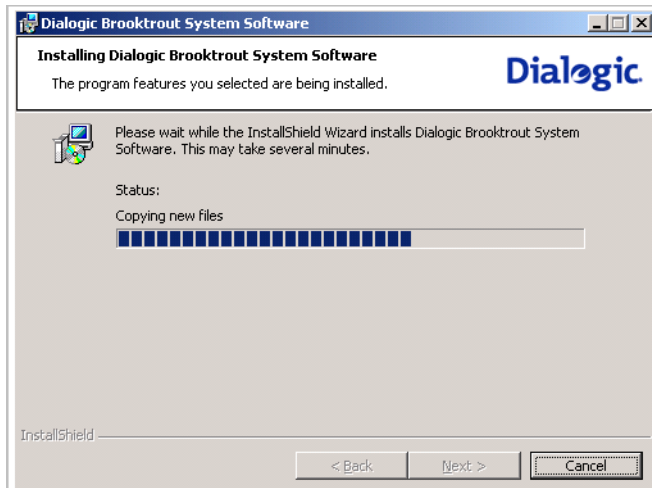 Dialogic Brooktrout System Software
Installing Dialogic Brooktrout System Software
The program features you selected are being installed.
Dialogic.
Please wait while the InstallShield Wizard installs Dialogic Brooktrout System
Software. This may take several minutes.
Status:
Copying new files
InstallShield
< Back Next > Cancel